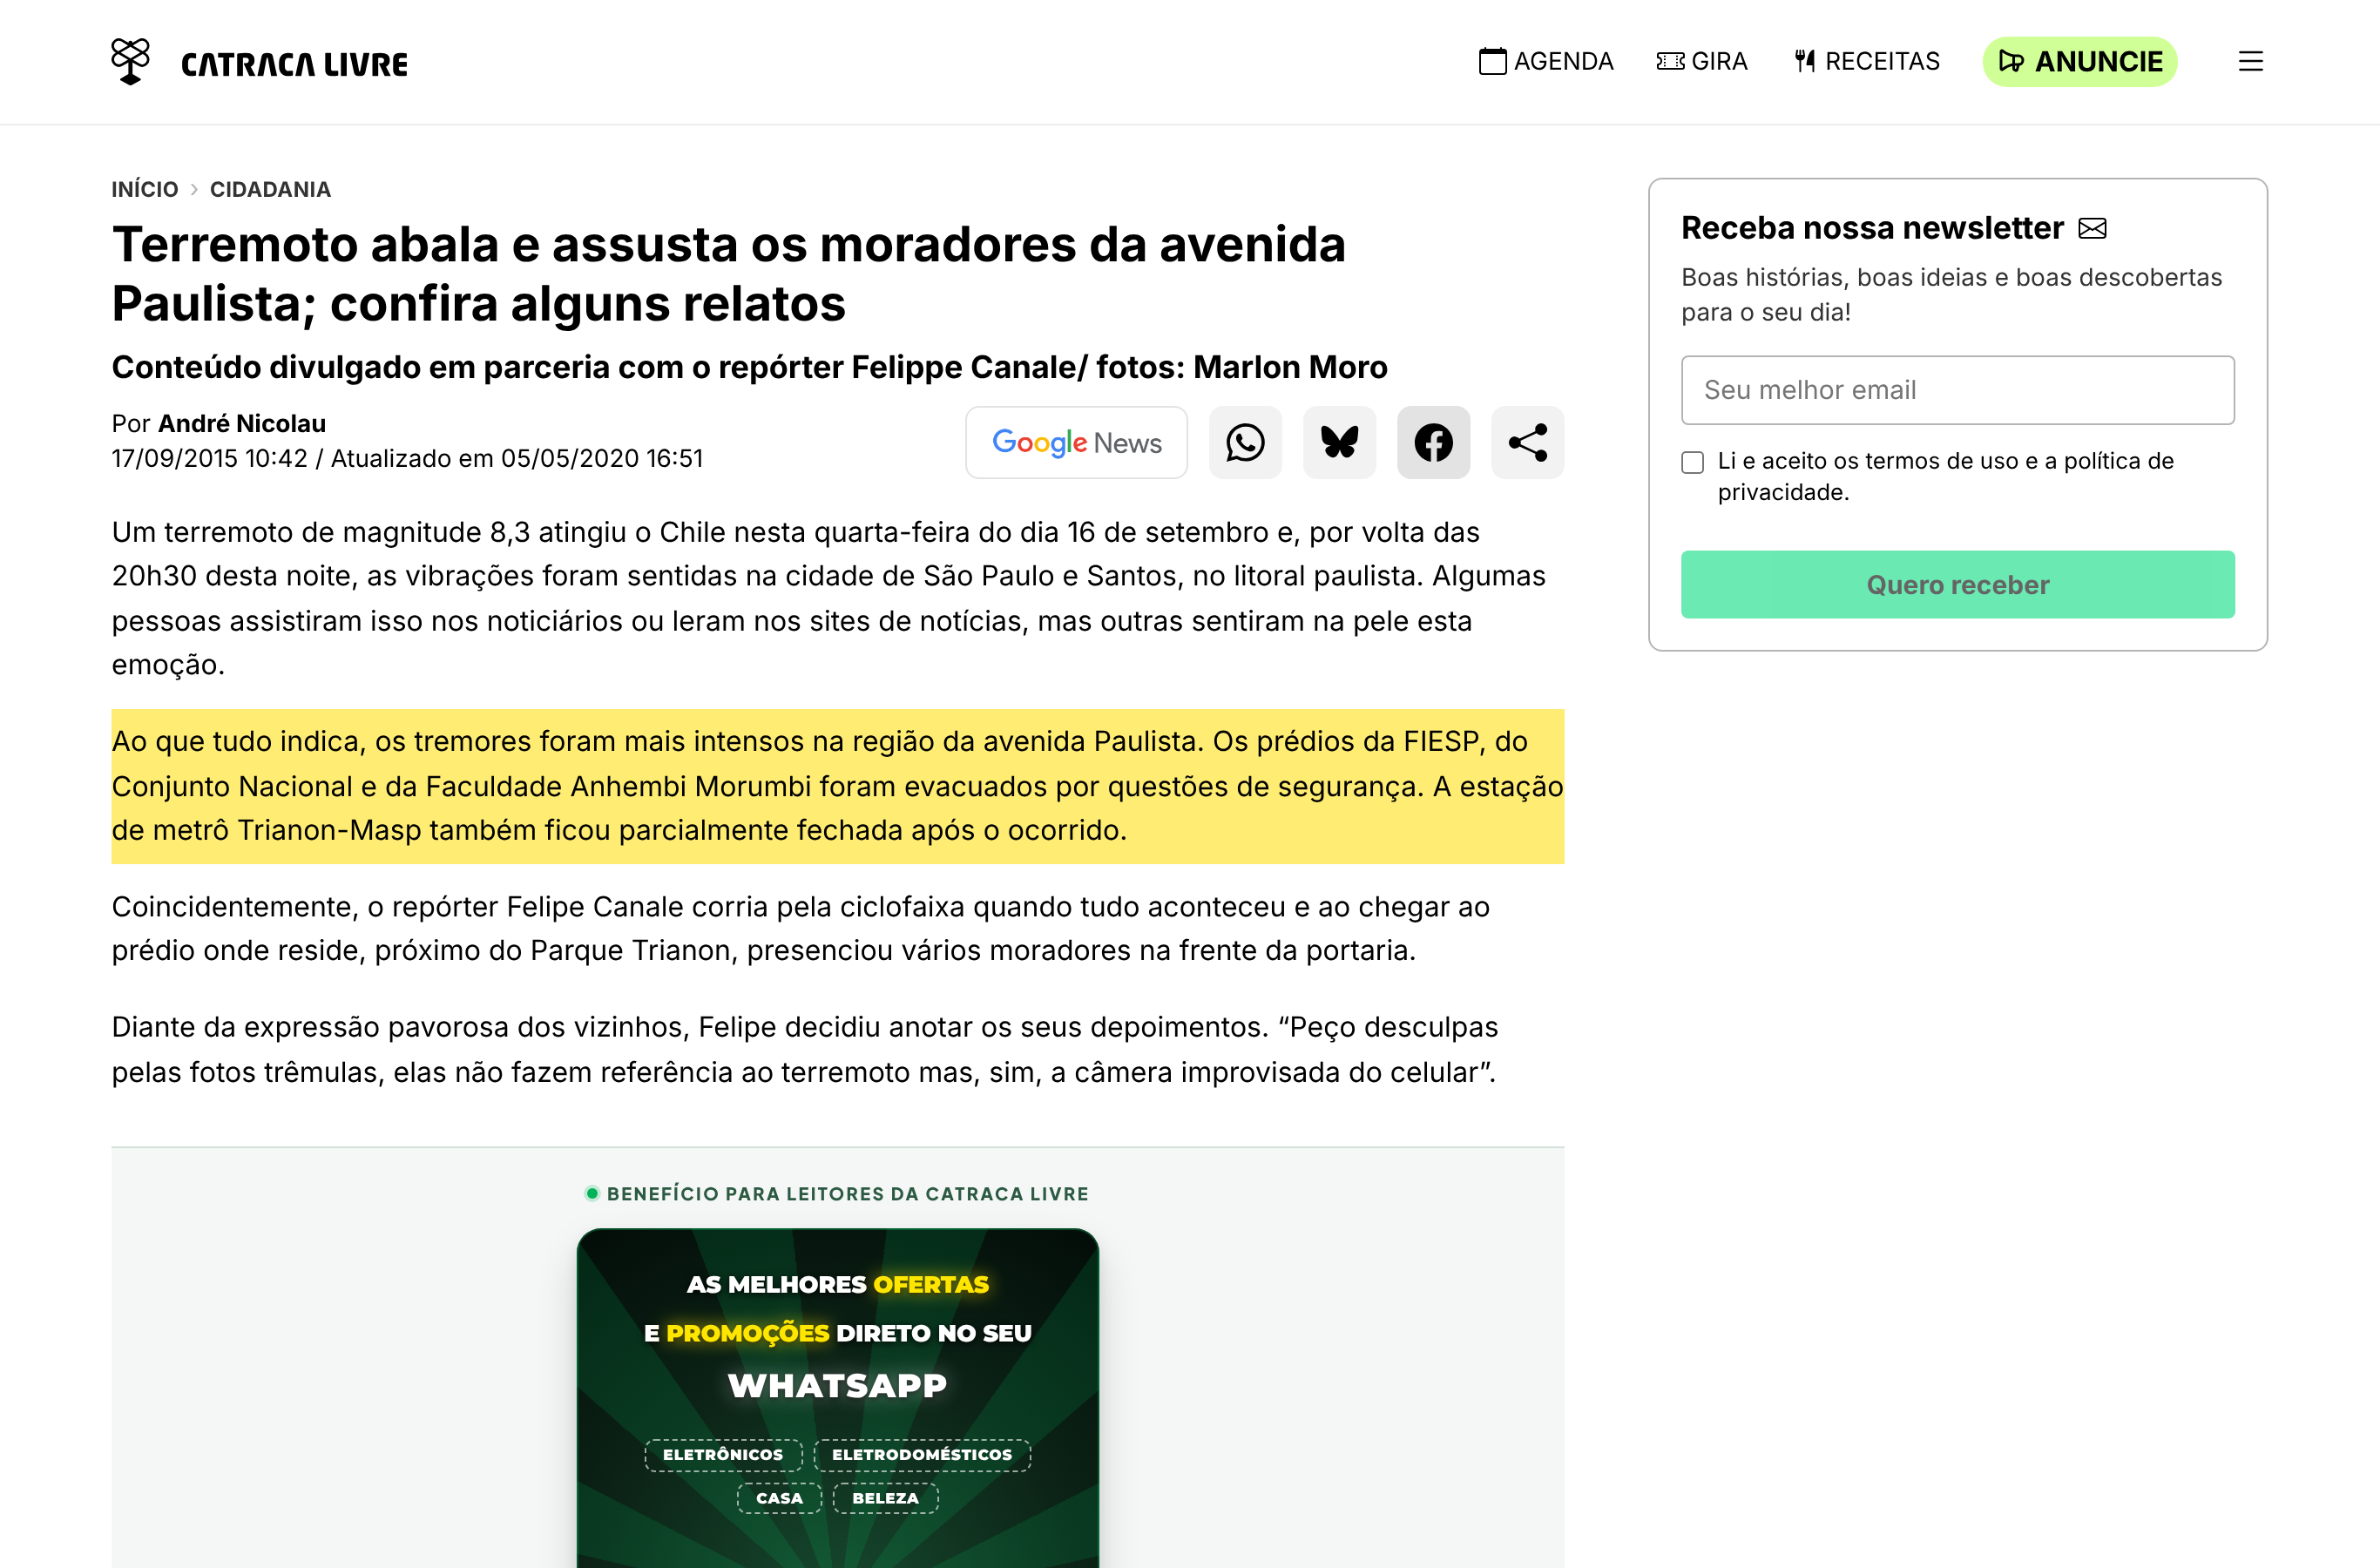 CATRACA LIVRE
AGENDA
GIRA
RECEITAS
ANUNCIE
INÍCIO > CIDADANIA
Terremoto abala e assusta os moradores da avenida
Paulista; confira alguns relatos
Conteúdo divulgado em parceria com o repórter Felippe Canale/ fotos: Marlon Moro
Por André Nicolau
17/09/2015 10:42 / Atualizado em 05/05/2020 16:51
Google News
Um terremoto de magnitude 8,3 atingiu o Chile nesta quarta-feira do dia 16 de setembro e, por volta das
20h30 desta noite, as vibrações foram sentidas na cidade de São Paulo e Santos, no litoral paulista. Algumas
pessoas assistiram isso nos noticiários ou leram nos sites de notícias, mas outras sentiram na pele esta
emoção.
Ao que tudo indica, os tremores foram mais intensos na região da avenida Paulista. Os prédios da FIESP, do
Conjunto Nacional e da Faculdade Anhembi Morumbi foram evacuados por questões de segurança. A estação
de metrô Trianon-Masp também ficou parcialmente fechada após o ocorrido.
Coincidentemente, o repórter Felipe Canale corria pela ciclofaixa quando tudo aconteceu e ao chegar ao
prédio onde reside, próximo do Parque Trianon, presenciou vários moradores na frente da portaria.
Diante da expressão pavorosa dos vizinhos, Felipe decidiu anotar os seus depoimentos. “Peço desculpas
pelas fotos trêmulas, elas não fazem referência ao terremoto mas, sim, a câmera improvisada do celular”.
BENEFÍCIO PARA LEITORES DA CATRACA LIVRE
AS MELHORES OFERTAS
E PROMOÇÕES DIRETO NO SEU
WHATSAPP
ELETRÔNICOS
ELETRODOMÉSTICOS
CASA
BELEZA
Receba nossa newsletter
Boas histórias, boas ideias e boas descobertas
para o seu dia!
Seu melhor email
Li e aceito os termos de uso e a política de
privacidade.
Quero receber